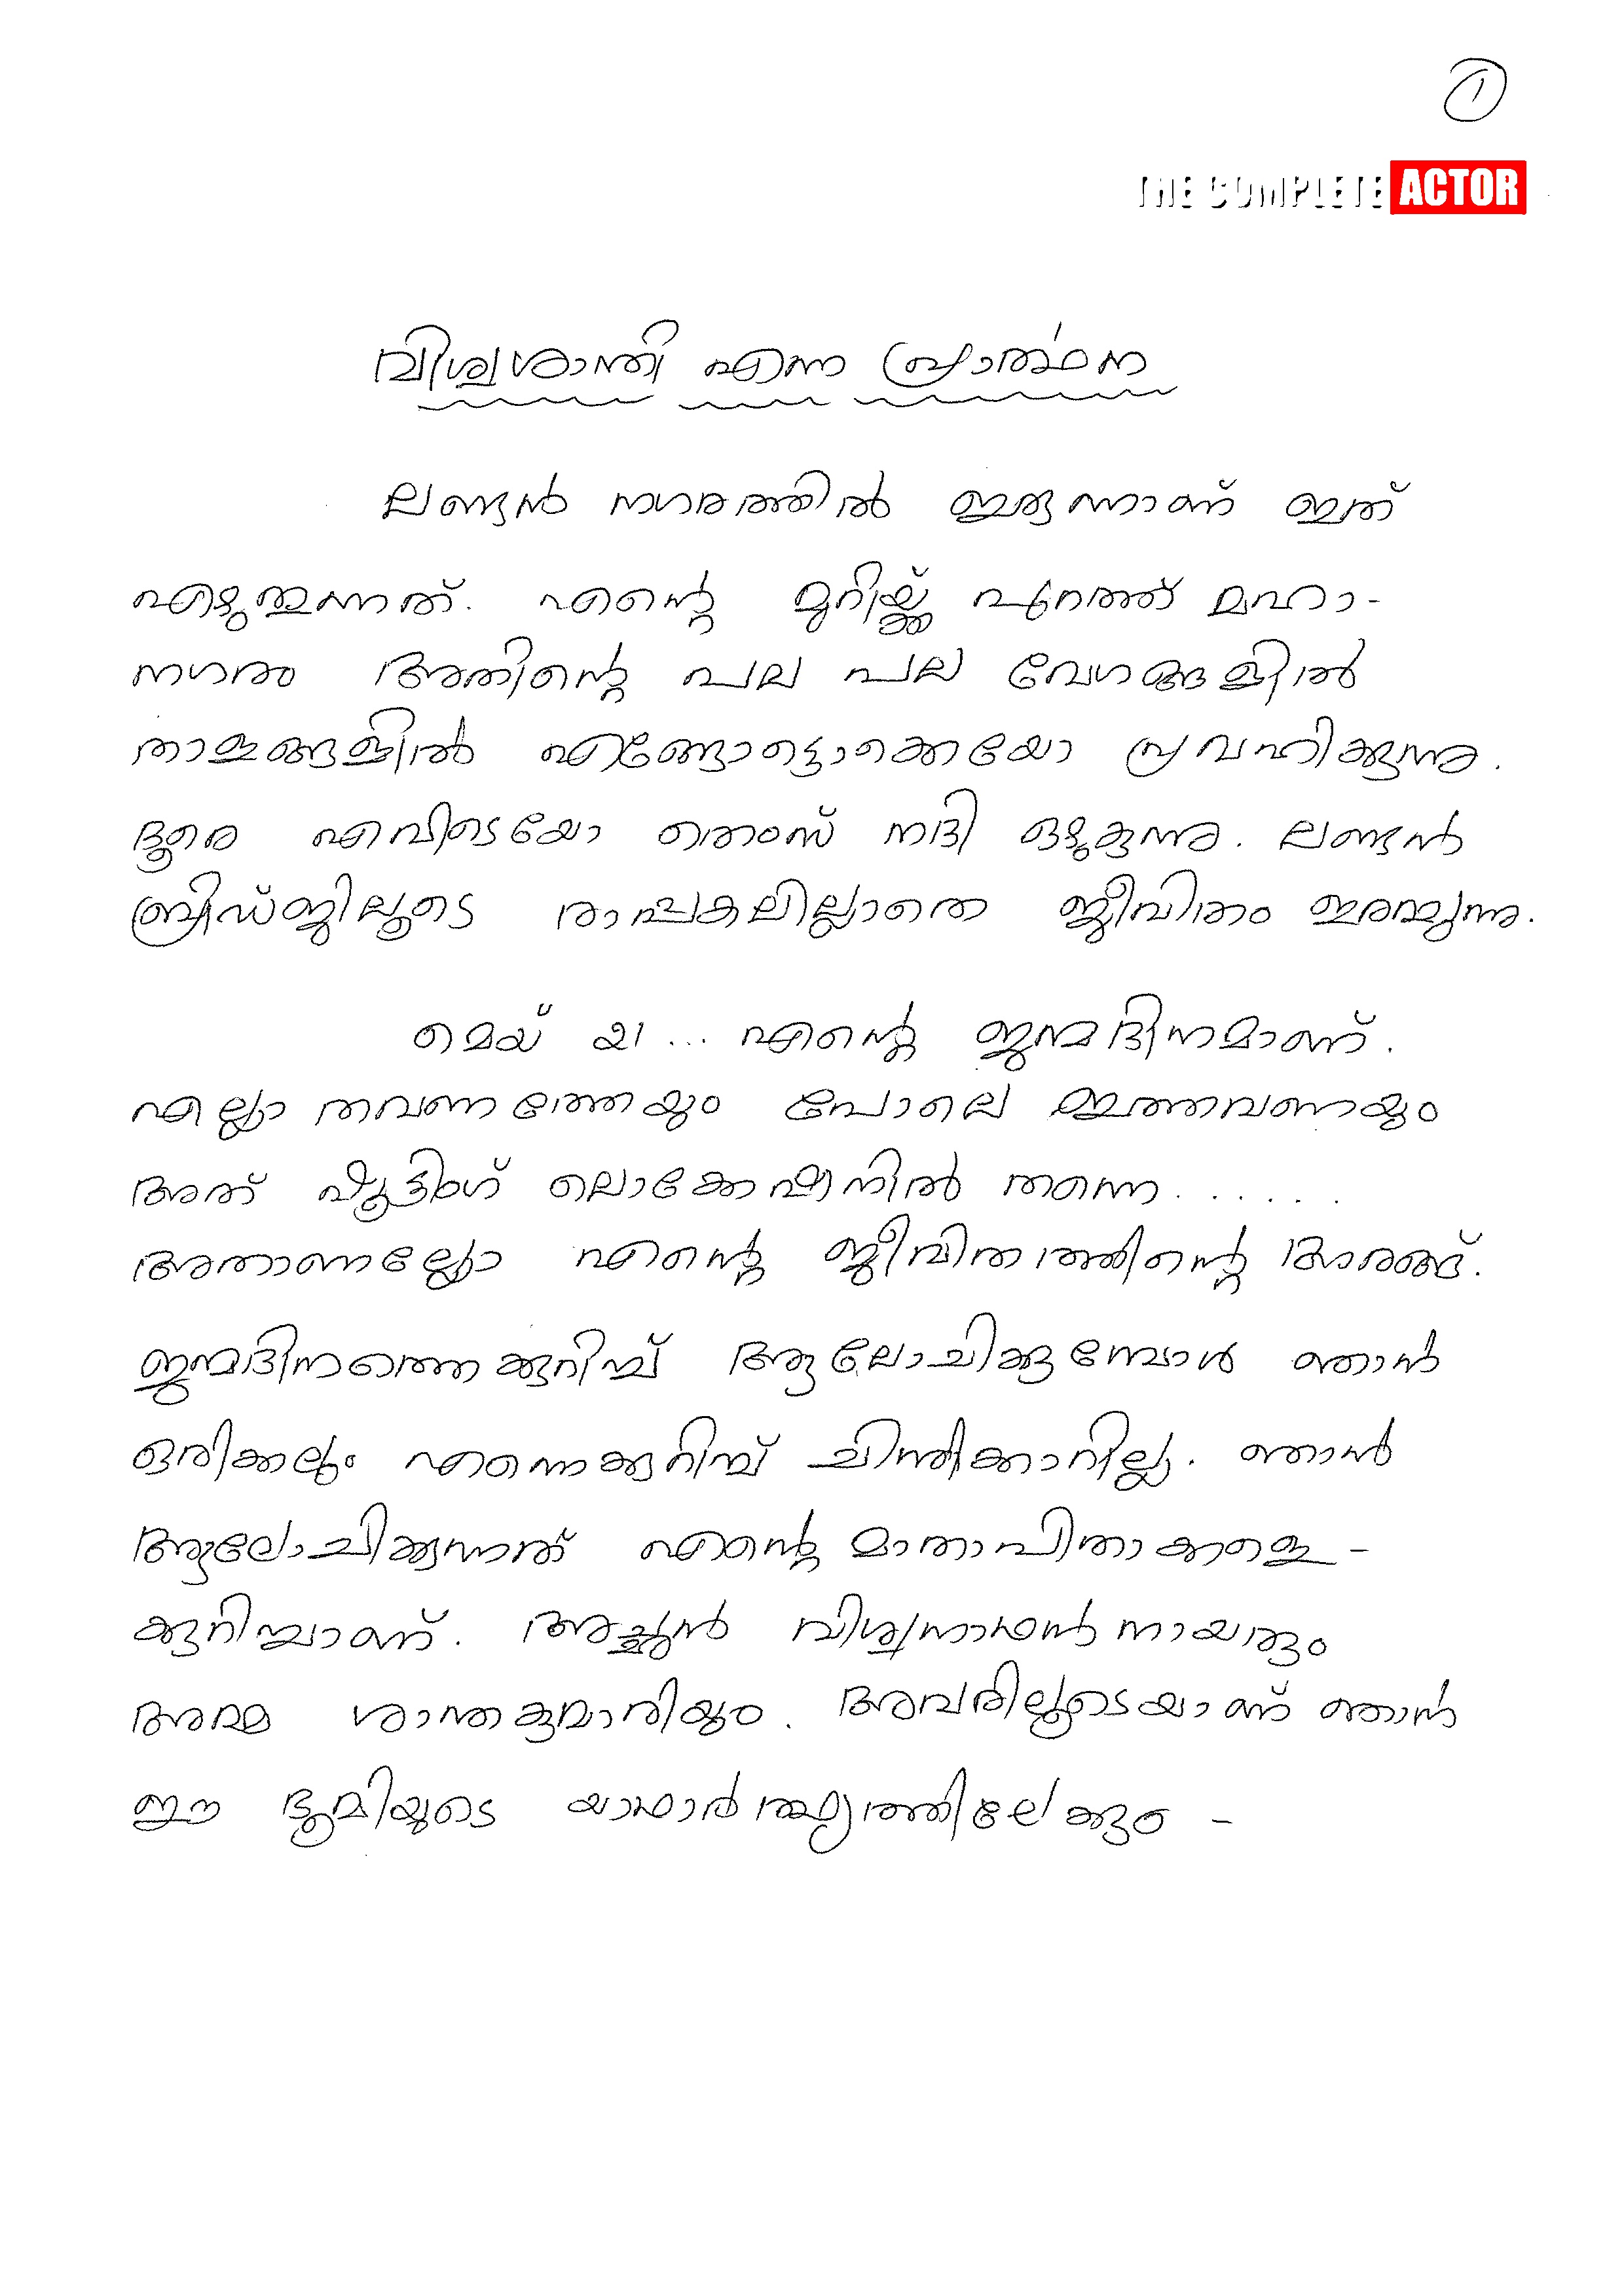 1
THE COMPLETE ACTOR
വിശ്വശാന്തി എന്ന പ്രാർത്ഥന
ലണ്ടൻ നഗരത്തിൽ ഇരുന്നാണ് ഇത്
എഴുതുന്നത്. എന്റെ മുറിയ്ക്ക് പുറത്ത് മഹാ-
നഗരം അതിന്റെ പല പല വേഗങ്ങളിൽ
താളങ്ങളിൽ എങ്ങോട്ടൊക്കെയോ പ്രവഹിക്കുന്നു.
ദൂരെ എവിടെയോ തെംസ് നദി ഒഴുകുന്നു. ലണ്ടൻ
ബ്രിഡ്ജിലൂടെ രാപ്പകലില്ലാതെ ജീവിതം ഇരമ്പുന്നു.
മെയ് 21... എന്റെ ജന്മദിനമാണ്.
എല്ലാ തവണത്തേയും പോലെ ഇത്തവണയും
അത് ഷൂട്ടിംഗ് ലൊക്കേഷനിൽ തന്നെ......
അതാണല്ലോ എന്റെ ജീവിതത്തിന്റെ അരങ്ങ്.
ജന്മദിനത്തെക്കുറിച്ച് ആലോചിക്കുമ്പോൾ ഞാൻ
ഒരിക്കലും എന്നെക്കുറിച്ച് ചിന്തിക്കാറില്ല. ഞാൻ
ആലോചിക്കുന്നത് എന്റെ മാതാപിതാക്കളെ-
ക്കുറിച്ചാണ്. അച്ഛൻ വിശ്വനാഥൻ നായരും
അമ്മ ശാന്തകുമാരിയും. അവരിലൂടെയാണ് ഞാൻ
ഈ ഭൂമിയുടെ യാഥാർത്ഥ്യത്തിലേക്കും -